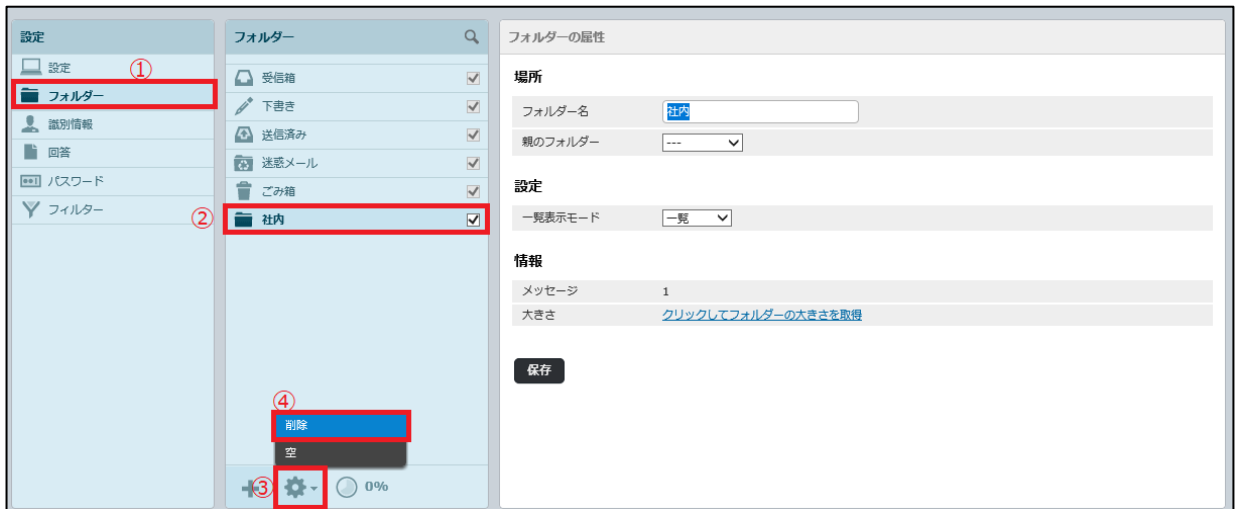 設定
設定
①
フォルダー
識別情報
回答
パスワード
フィルター
フォルダー
受信箱
下書き
送信済み
迷惑メール
ごみ箱
②
社内
④
削除
空
③
0%
フォルダーの属性
場所
フォルダー名
社内
親のフォルダー
---
設定
一覧表示モード
一覧
情報
メッセージ
1
大きさ
クリックしてフォルダーの大きさを取得
保存